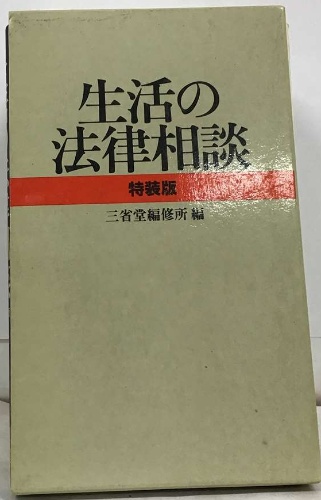 生活の
法律相談
特装版
三省堂編修所 編